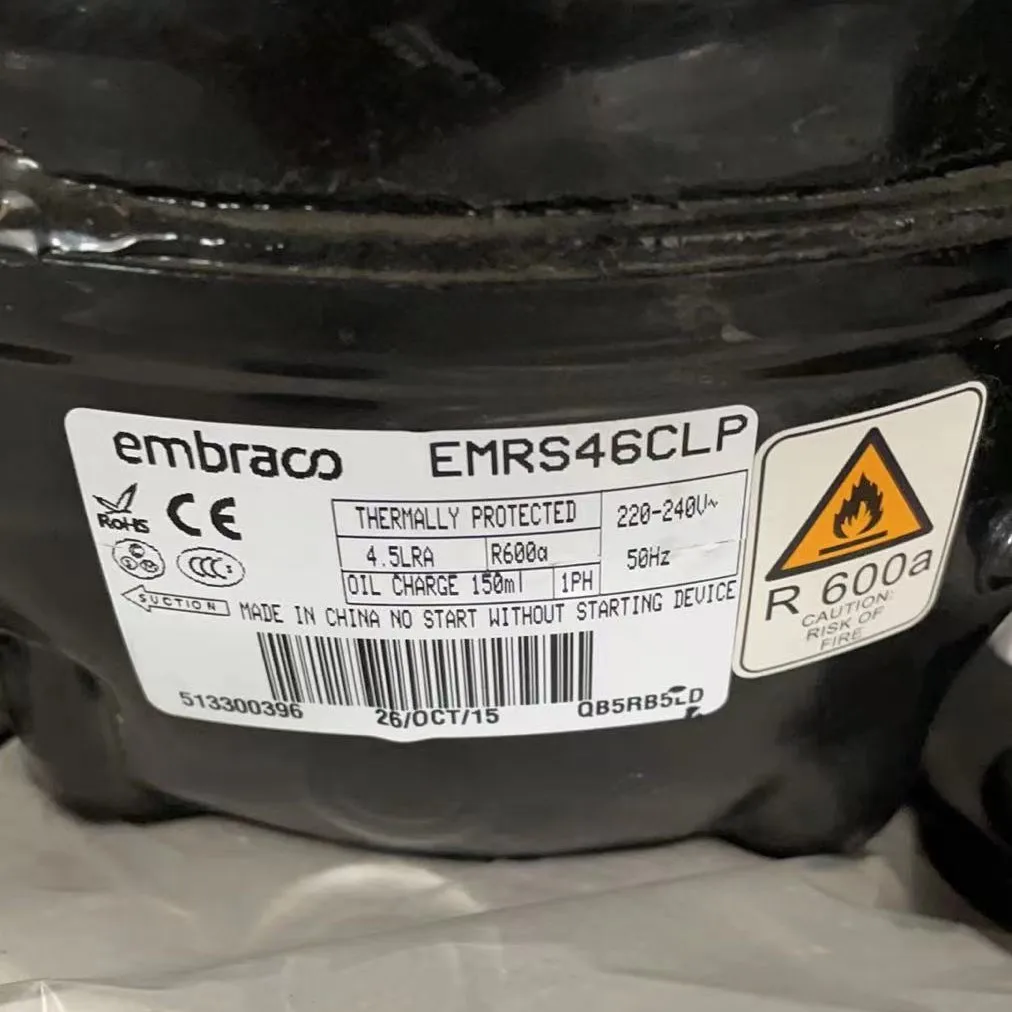 embraco EMRS46CLP
RoHS CE
THERMALLY PROTECTED 220-240V~
4.5LRA R600a 50Hz
OIL CHARGE 150ml 1PH
CCC
SUCTION MADE IN CHINA NO START WITHOUT STARTING DEVICE
513300396 26/OCT/15
R 600a
CAUTION:
RISK OF
FIRE